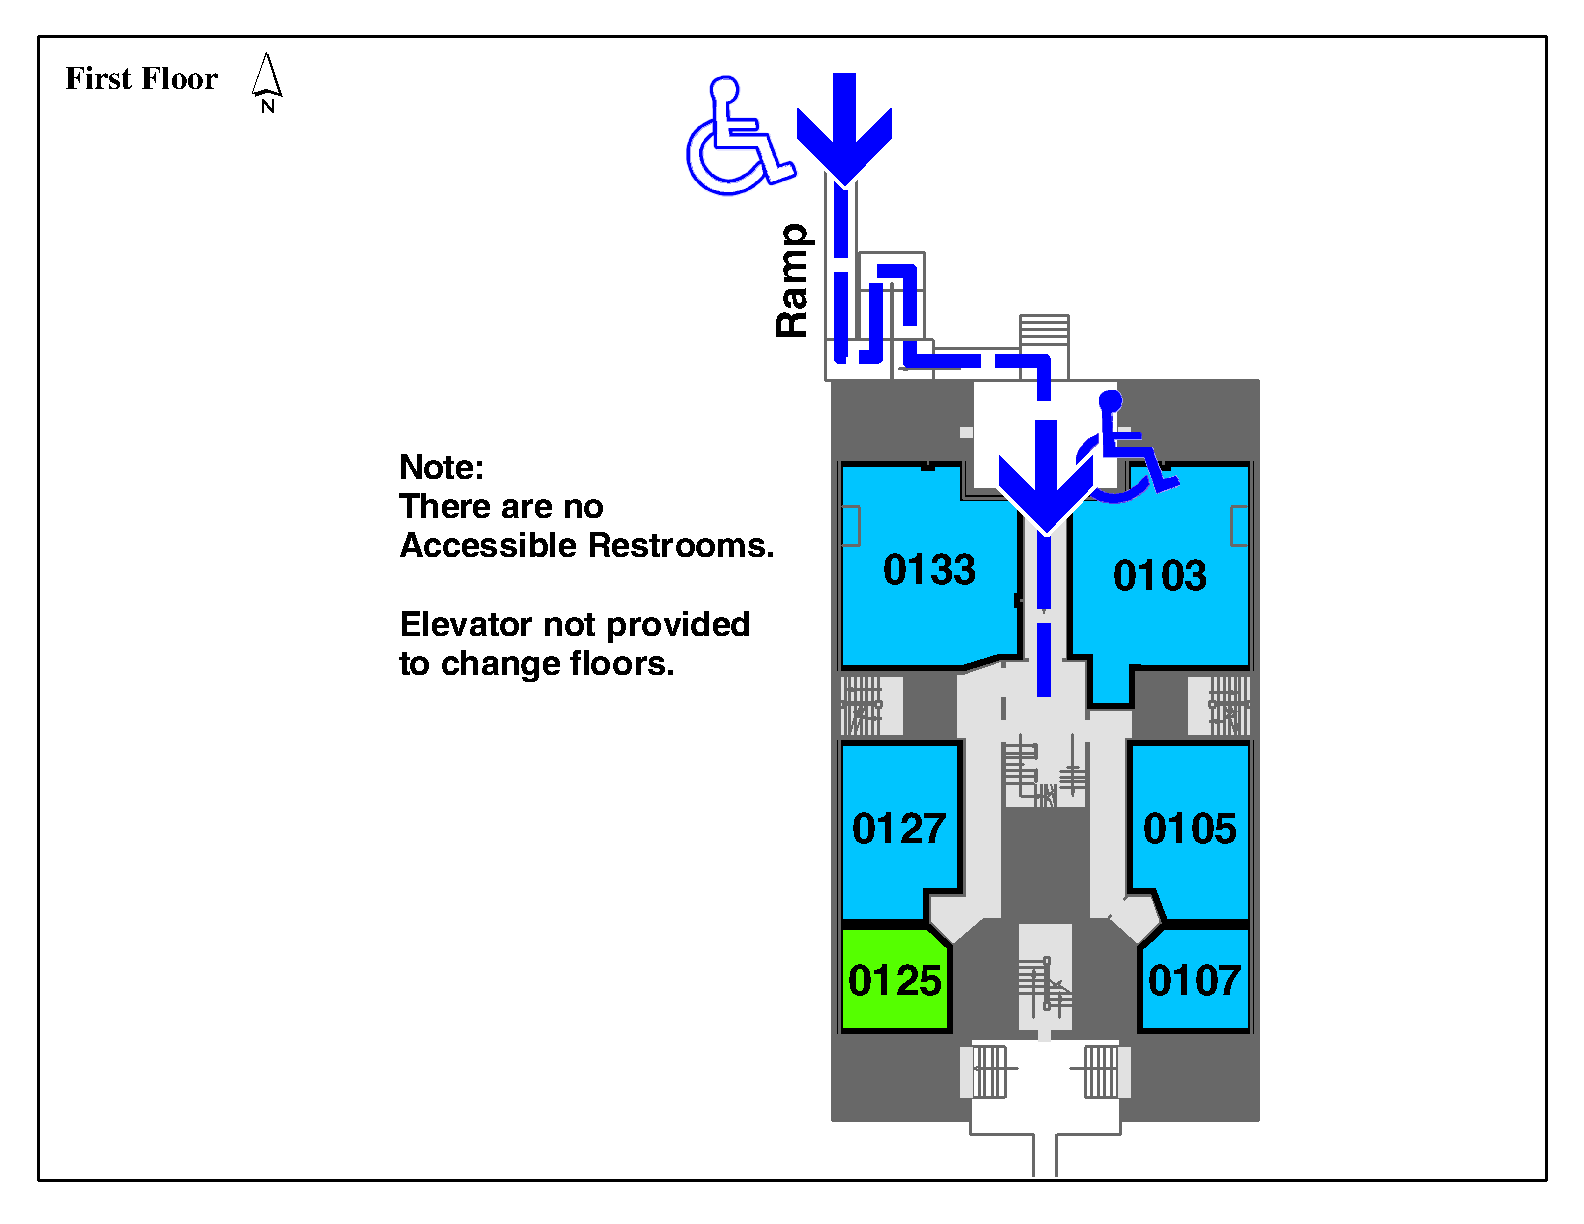 First Floor
N
Ramp
Note:
There are no
Accessible Restrooms.
Elevator not provided
to change floors.
0133
0103
0127
0105
0125
0107